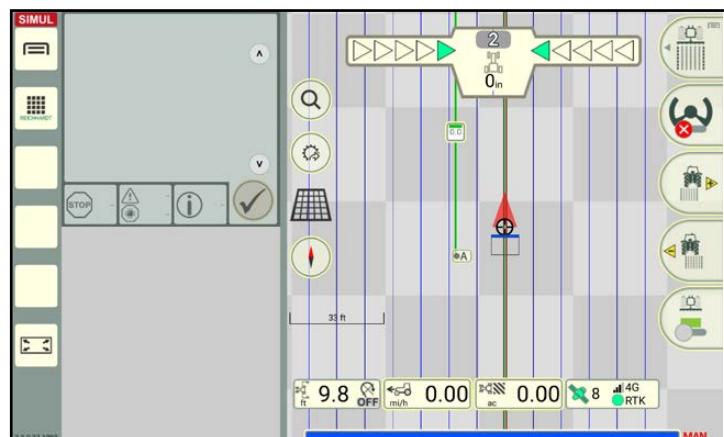 SIMUL
REICHHARDT
STOP
2
0in
0.0
A
33 ft
ft 9.8 OFF
mi/h 0.00
ac 0.00
8 4G
RTK
MAN